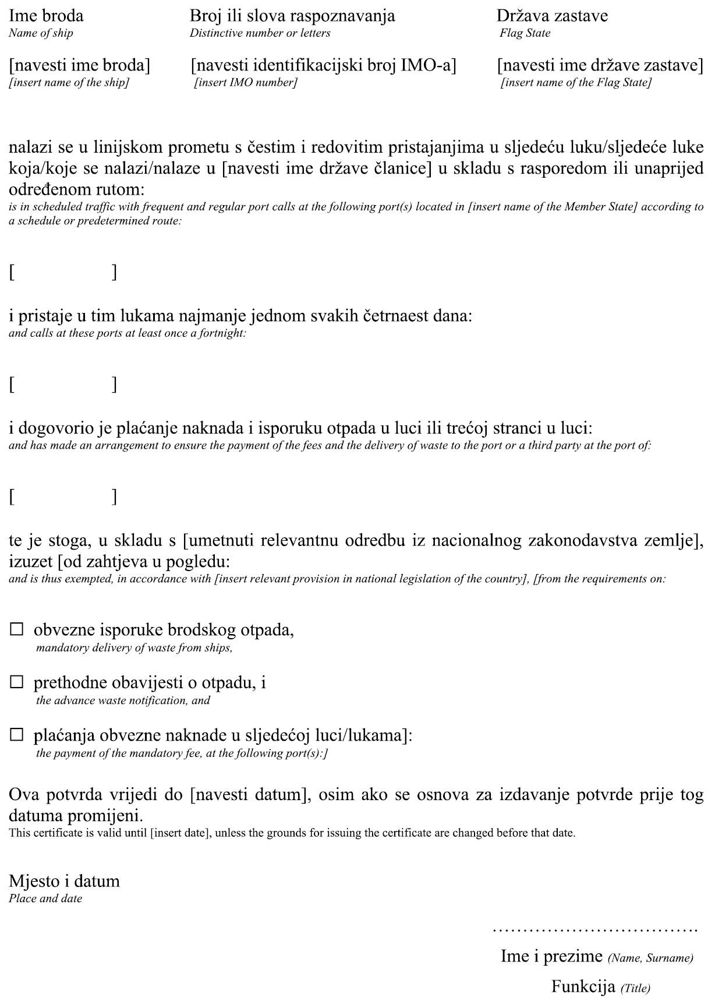 Ime broda Broj ili slova raspoznavanja Država zastave
Name of ship Distinctive number or letters Flag State
[navesti ime broda] [navesti identifikacijski broj IMO-a] [navesti ime države zastave]
[insert name of the ship] [insert IMO number] [insert name of the Flag State]
nalazi se u linijskom prometu s čestim i redovitim pristajanjima u sljedeću luku/sljedeće luke
koja/koje se nalazi/nalaze u [navesti ime države članice] u skladu s rasporedom ili unaprijed
određenom rutom:
is in scheduled traffic with frequent and regular port calls at the following port(s) located in [insert name of the Member State] according to
a schedule or predetermined route:
[ ]
i pristaje u tim lukama najmanje jednom svakih četrnaest dana:
and calls at these ports at least once a fortnight:
[ ]
i dogovorio je plaćanje naknada i isporuku otpada u luci ili trećoj stranci u luci:
and has made an arrangement to ensure the payment of the fees and the delivery of waste to the port or a third party at the port of:
[ ]
te je stoga, u skladu s [umetnuti relevantnu odredbu iz nacionalnog zakonodavstva zemlje],
izuzet [od zahtjeva u pogledu:
and is thus exempted, in accordance with [insert relevant provision in national legislation of the country], [from the requirements on:
☐ obvezne isporuke brodskog otpada,
mandatory delivery of waste from ships,
☐ prethodne obavijesti o otpadu, i
the advance waste notification, and
☐ plaćanja obvezne naknade u sljedećoj luci/lukama]:
the payment of the mandatory fee, at the following port(s):]
Ova potvrda vrijedi do [navesti datum], osim ako se osnova za izdavanje potvrde prije tog
datuma promijeni.
This certificate is valid until [insert date], unless the grounds for issuing the certificate are changed before that date.
Mjesto i datum
Place and date
……………………………….
Ime i prezime (Name, Surname)
Funkcija (Title)